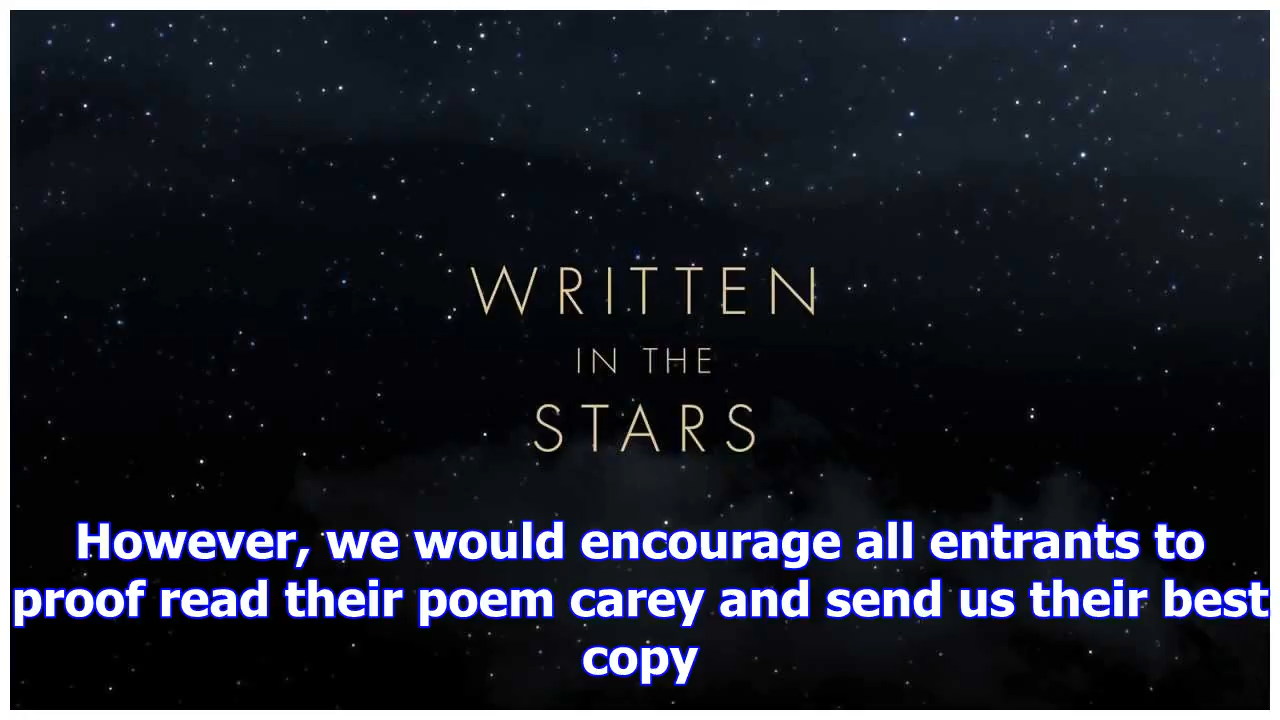 WRITTEN
IN THE
STARS
However, we would encourage all entrants to
proof read their poem carey and send us their best
copy